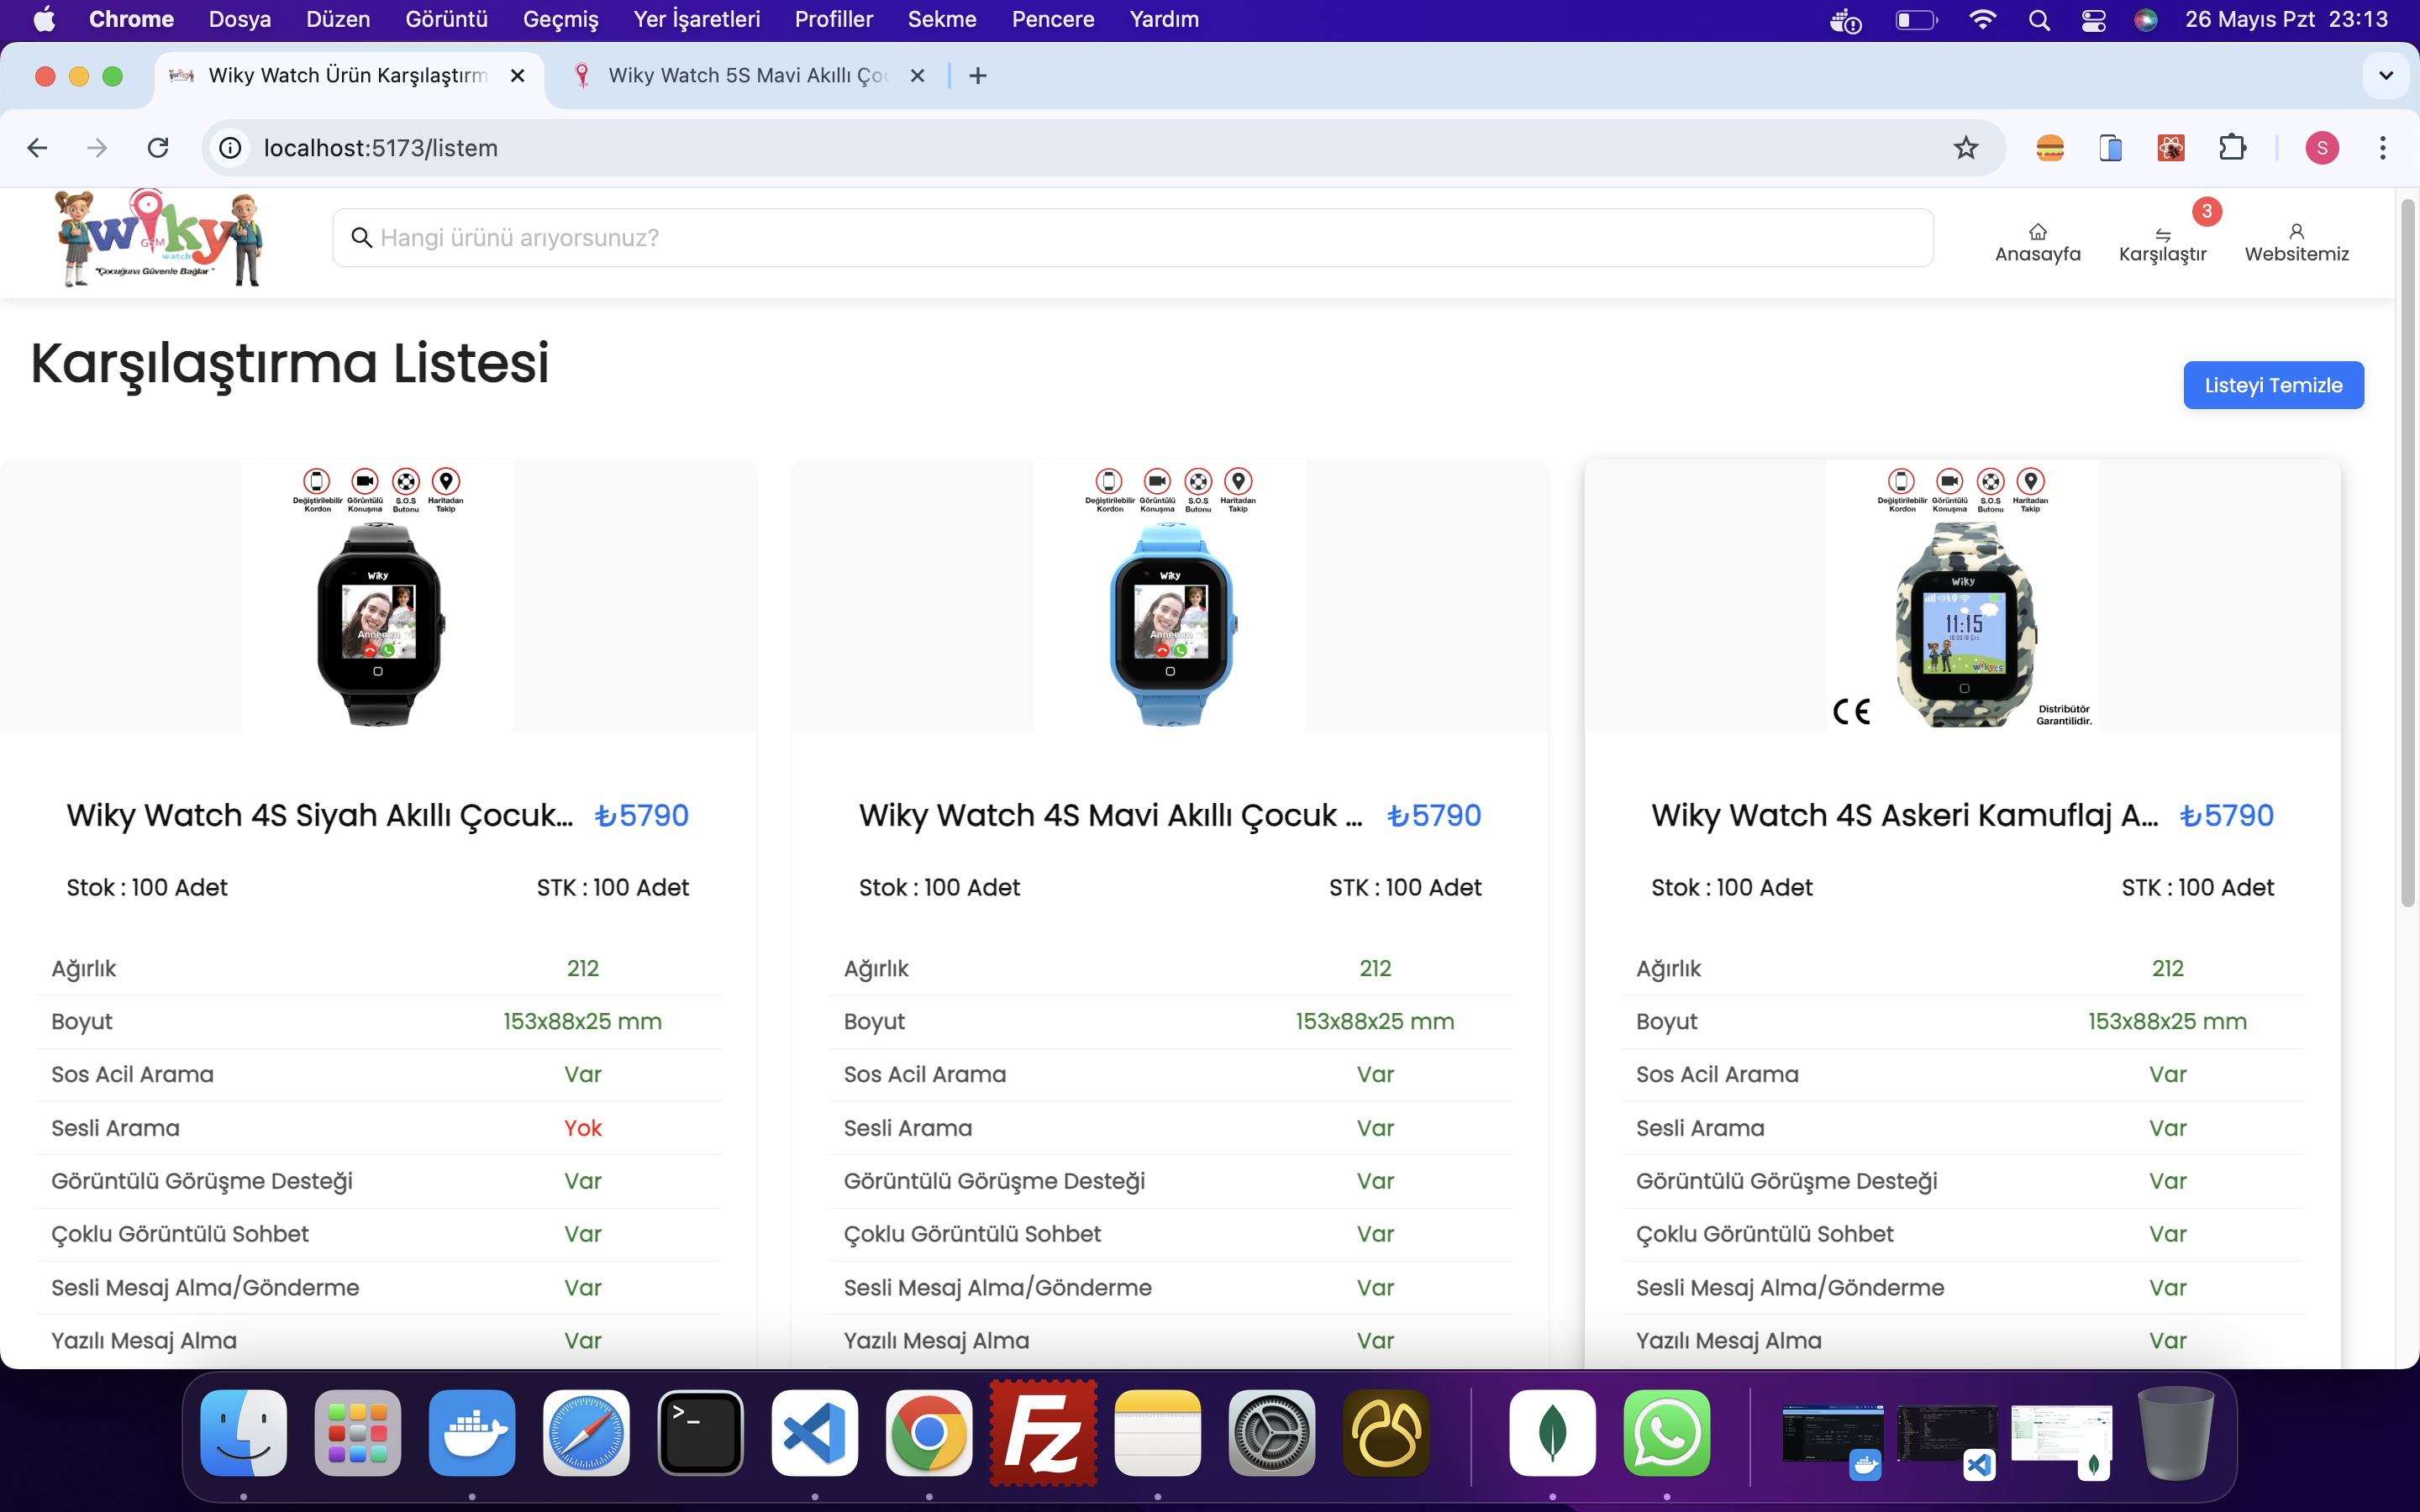 Chrome Dosya Düzen Görüntü Geçmiş Yer İşaretleri Profiller Sekme Pencere Yardım 26 Mayıs Pzt 23:13
Wiky Watch Ürün Karşılaştırm Wiky Watch 5S Mavi Akıllı Ço
localhost:5173/listem S
wiky GSM watch
"Çocuğuna Güvenle Bağlar"
Hangi ürünü arıyorsunuz?
3
Anasayfa Karşılaştır Websitemiz
Karşılaştırma Listesi
Listeyi Temizle
Değiştirilebilir Kordon Görüntülü Konuşma S.O.S Butonu Haritadan Takip
Wiky
Annem
Değiştirilebilir Kordon Görüntülü Konuşma S.O.S Butonu Haritadan Takip
Wiky
Annem
Değiştirilebilir Kordon Görüntülü Konuşma S.O.S Butonu Haritadan Takip
Wiky
11:15
CE
Distribütör
Garantilidir.
Wiky Watch 4S Siyah Akıllı Çocuk... ₺5790
Wiky Watch 4S Mavi Akıllı Çocuk ... ₺5790
Wiky Watch 4S Askeri Kamuflaj A... ₺5790
Stok : 100 Adet STK : 100 Adet
Stok : 100 Adet STK : 100 Adet
Stok : 100 Adet STK : 100 Adet
Ağırlık 212 Ağırlık 212 Ağırlık 212
Boyut 153x88x25 mm Boyut 153x88x25 mm Boyut 153x88x25 mm
Sos Acil Arama Var Sos Acil Arama Var Sos Acil Arama Var
Sesli Arama Yok Sesli Arama Var Sesli Arama Var
Görüntülü Görüşme Desteği Var Görüntülü Görüşme Desteği Var Görüntülü Görüşme Desteği Var
Çoklu Görüntülü Sohbet Var Çoklu Görüntülü Sohbet Var Çoklu Görüntülü Sohbet Var
Sesli Mesaj Alma/Gönderme Var Sesli Mesaj Alma/Gönderme Var Sesli Mesaj Alma/Gönderme Var
Yazılı Mesaj Alma Var Yazılı Mesaj Alma Var Yazılı Mesaj Alma Var
Fz